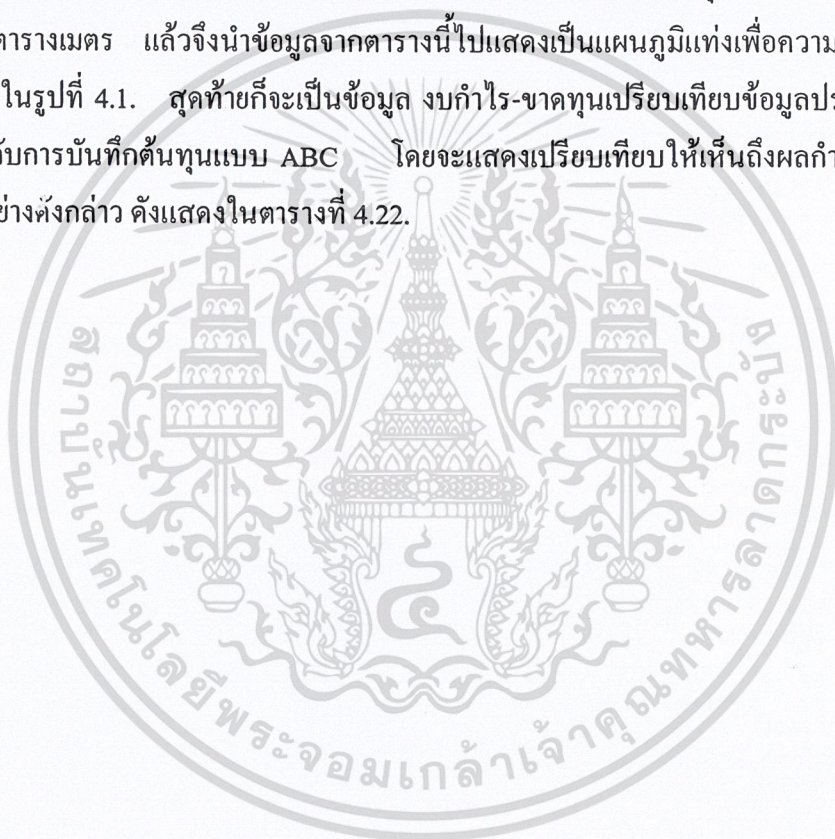 ตารางเมตร แล้วจึงนำข้อมูลจากตารางนี้ไปแสดงเป็นแผนภูมิแท่งเพื่อความ
ในรูปที่ 4.1. สุดท้ายก็จะเป็นข้อมูล งบกำไร-ขาดทุนเปรียบเทียบข้อมูลปร
ับการบันทึกต้นทุนแบบ ABC โดยจะแสดงเปรียบเทียบให้เห็นถึงผลกำ
ย่างดังกล่าว ดังแสดงในตารางที่ 4.22.
สถาบันเทคโนโลยีพระจอมเกล้าเจ้าคุณทหารลาดกระบัง